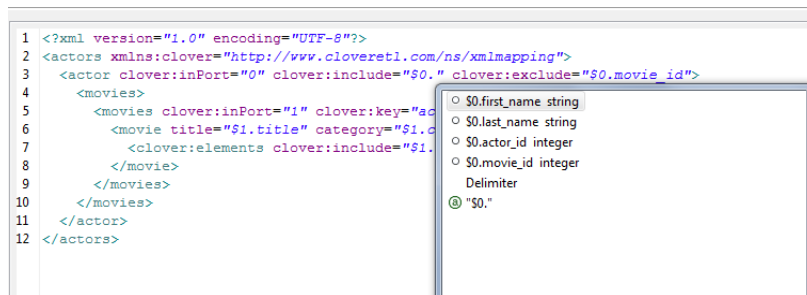 1 <?xml version="1.0" encoding="UTF-8"?>
2 <actors xmlns:clover="http://www.cloveretl.com/ns/xmlmapping">
3 <actor clover:inPort="0" clover:include="$0." clover:exclude="$0.movie_id">
4 <movies>
5 <movies clover:inPort="1" clover:key="ac
6 <movie title="$1.title" category="$1.c
7 <clover:elements clover:include="$1.
8 </movie>
9 </movies>
10 </movies>
11 </actor>
12 </actors>
$0.first_name string
$0.last_name string
$0.actor_id integer
$0.movie_id integer
Delimiter
ⓐ "$0."